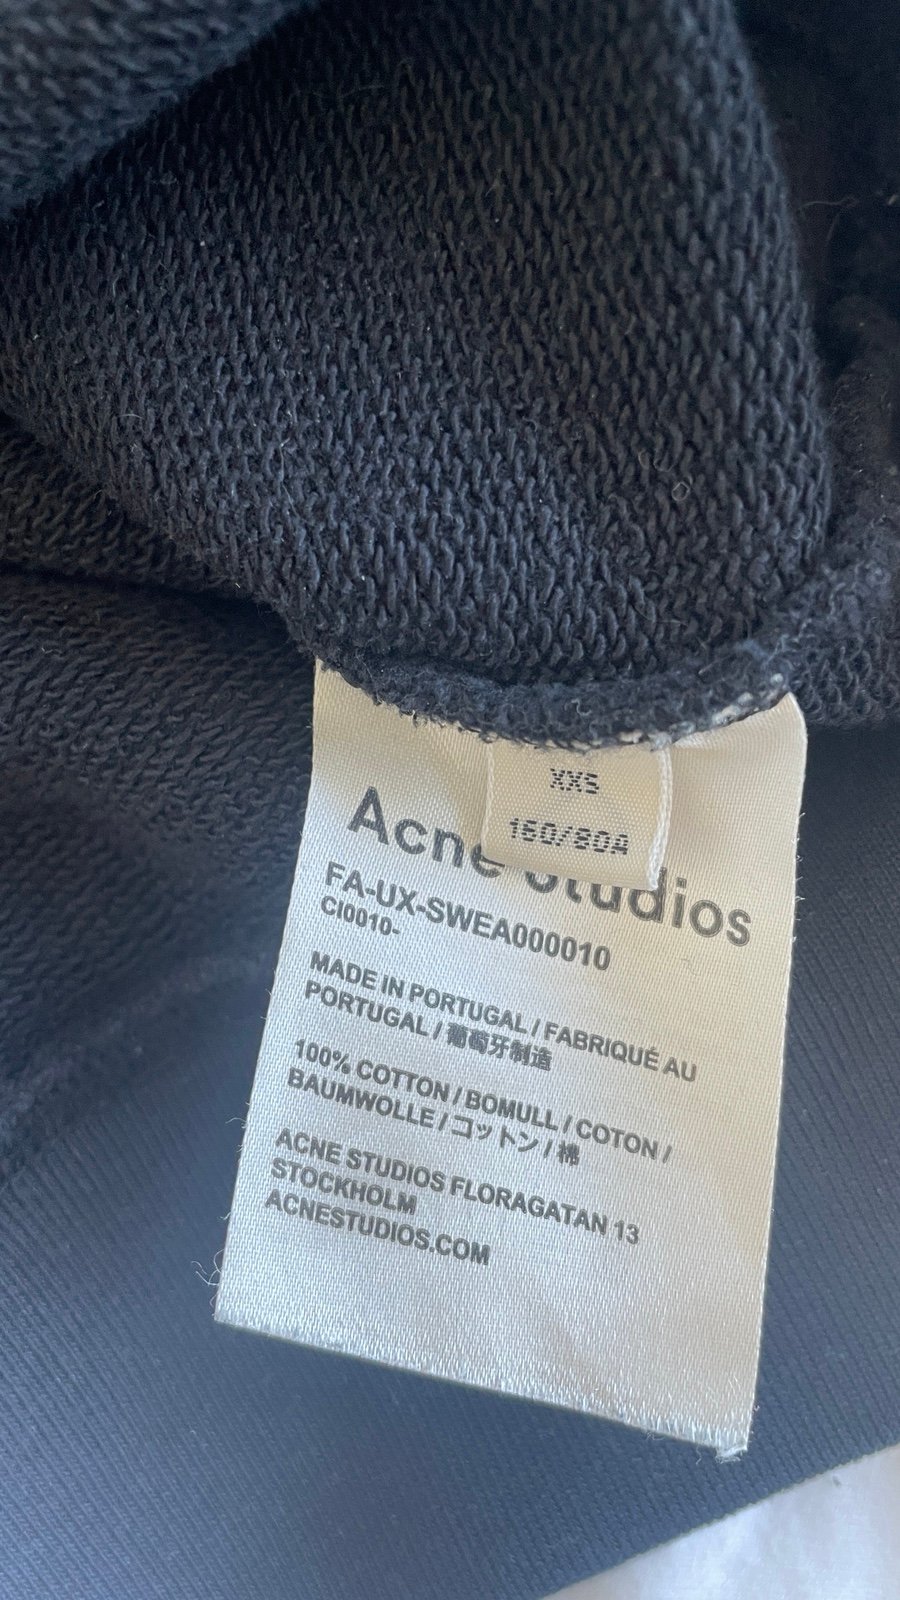 XXS
160/80A
Acne Studios
FA-UX-SWEA000010
CI0010-
MADE IN PORTUGAL / FABRIQUÉ AU
PORTUGAL / 葡萄牙制造
100% COTTON / BOMULL / COTON /
BAUMWOLLE / コットン / 棉
ACNE STUDIOS FLORAGATAN 13
STOCKHOLM
ACNESTUDIOS.COM